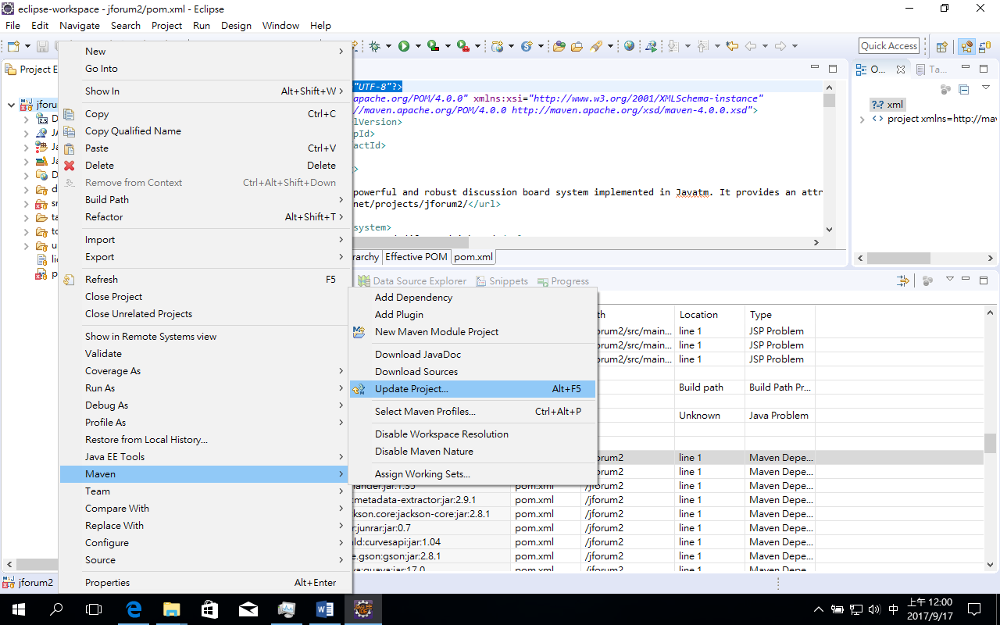 eclipse-workspace - jforum2/pom.xml - Eclipse
File Edit Navigate Search Project Run Design Window Help
Quick Access
Project E
jforu
D
JA
Ja
Ja
D
d
sr
ta
to
u
lic
p
New
Go Into
Show In Alt+Shift+W
Copy Ctrl+C
Copy Qualified Name
Paste Ctrl+V
Delete Delete
Remove from Context Ctrl+Alt+Shift+Down
Build Path
Refactor Alt+Shift+T
Import
Export
Refresh F5
Close Project
Close Unrelated Projects
Show in Remote Systems view
Validate
Coverage As
Run As
Debug As
Profile As
Restore from Local History...
Java EE Tools
Maven
Team
Compare With
Replace With
Configure
Source
Properties Alt+Enter
"UTF-8"?>
apache.org/POM/4.0.0" xmlns:xsi="http://www.w3.org/2001/XMLSchema-instance"
//maven.apache.org/POM/4.0.0 http://maven.apache.org/xsd/maven-4.0.0.xsd">
lVersion>
pId>
actId>
>
powerful and robust discussion board system implemented in Javatm. It provides an attr
net/projects/jforum2/</url>
system>
rarchy Effective POM pom.xml
O... Ta...
?-? xml
<> project xmlns=http://mav
Data Source Explorer Snippets Progress
Add Dependency
Add Plugin
New Maven Module Project
Download JavaDoc
Download Sources
Update Project... Alt+F5
Select Maven Profiles... Ctrl+Alt+P
Disable Workspace Resolution
Disable Maven Nature
Assign Working Sets...
th Location Type
orum2/src/main... line 1 JSP Problem
orum2/src/main... line 1 JSP Problem
orum2/src/main... line 1 JSP Problem
Build path Build Path Pr...
Unknown Java Problem
orum2 line 1 Maven Depe...
/jforum2 line 1 Maven Depe...
ander:jar:1.55 pom.xml /jforum2 line 1 Maven Depe...
:metadata-extractor:jar:2.9.1 pom.xml /jforum2 line 1 Maven Depe...
kson.core:jackson-core:jar:2.8.1 pom.xml /jforum2 line 1 Maven Depe...
r:junrar:jar:0.7 pom.xml /jforum2 line 1 Maven Depe...
ld:curvesapi:jar:1.04 pom.xml /jforum2 line 1 Maven Depe...
e.gson:gson:jar:2.8.1 pom.xml /jforum2 line 1 Maven Depe...
va:guava:jar:17.0 pom.xml /jforum2 line 1 Maven Depe...
jforum2
中
上午 12:00
2017/9/17